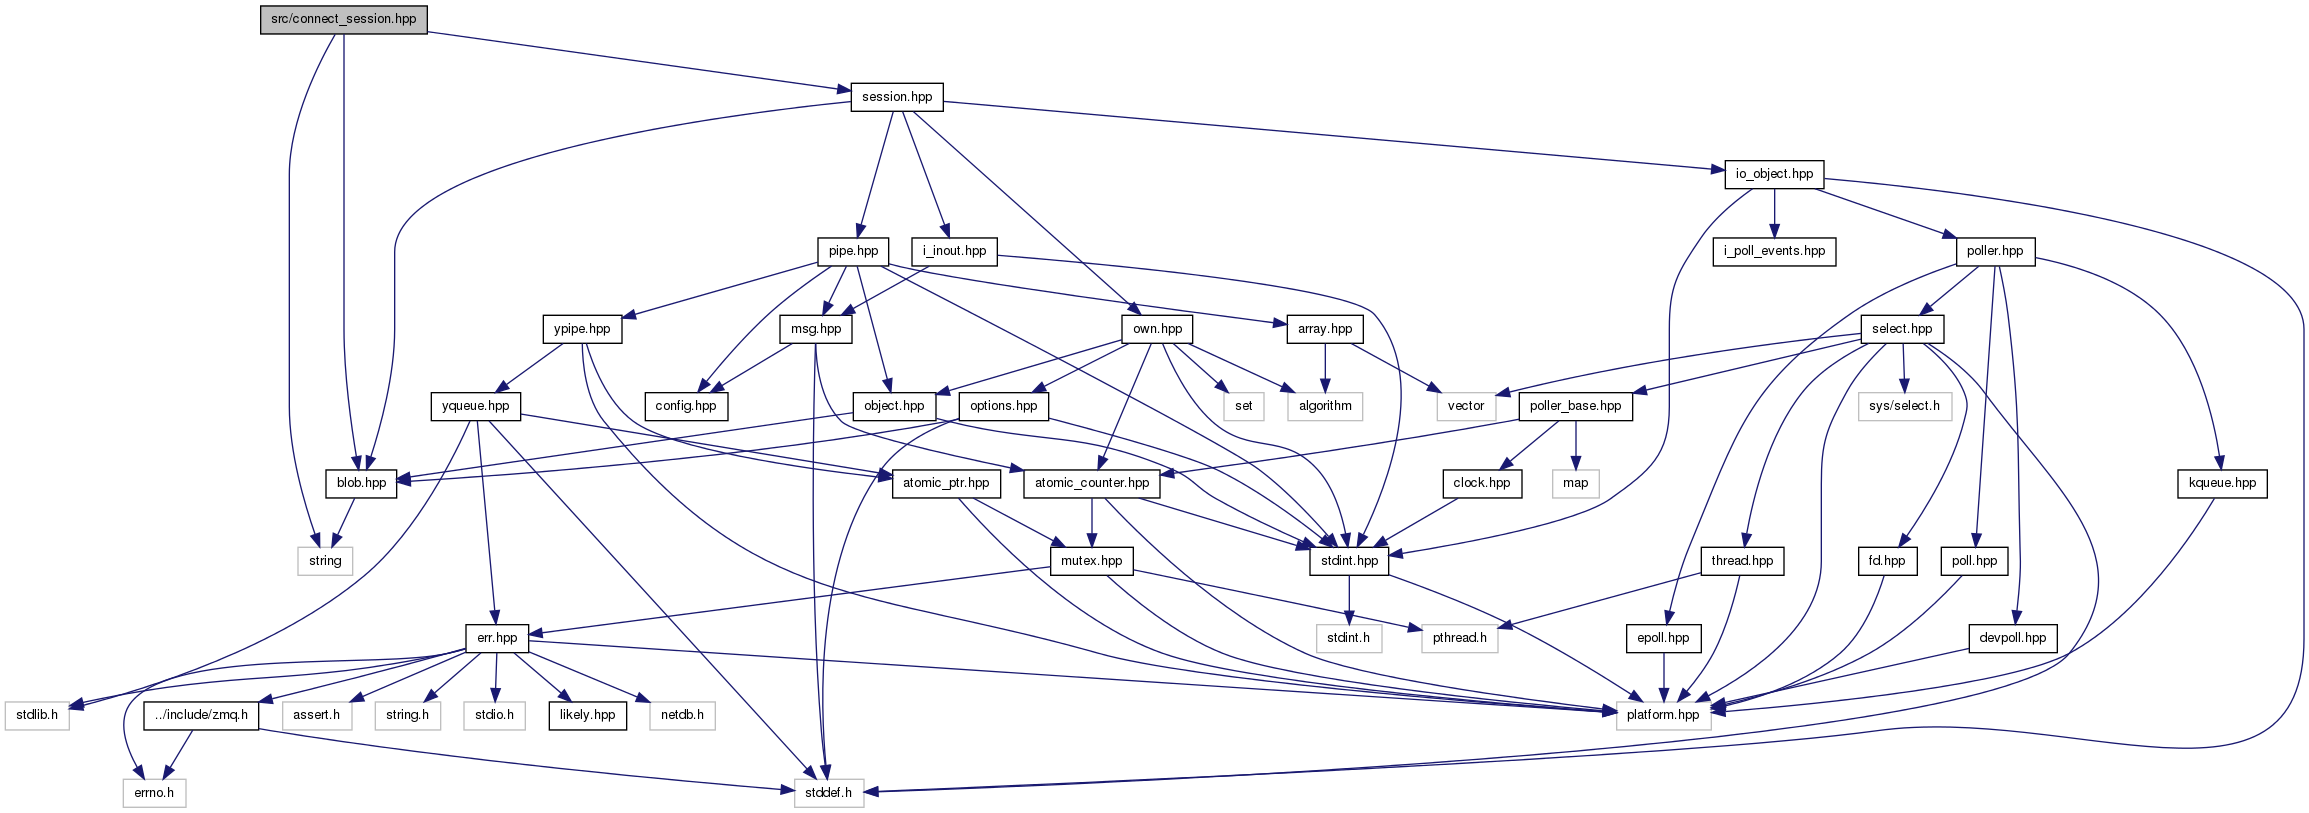 src/connect_session.hpp
session.hpp
io_object.hpp
pipe.hpp
i_inout.hpp
i_poll_events.hpp
poller.hpp
ypipe.hpp
msg.hpp
own.hpp
array.hpp
select.hpp
yqueue.hpp
config.hpp
object.hpp
options.hpp
set
algorithm
vector
poller_base.hpp
sys/select.h
blob.hpp
atomic_ptr.hpp
atomic_counter.hpp
clock.hpp
map
kqueue.hpp
string
mutex.hpp
stdint.hpp
thread.hpp
fd.hpp
poll.hpp
err.hpp
stdint.h
pthread.h
epoll.hpp
devpoll.hpp
stdlib.h
../include/zmq.h
assert.h
string.h
stdio.h
likely.hpp
netdb.h
platform.hpp
errno.h
stddef.h